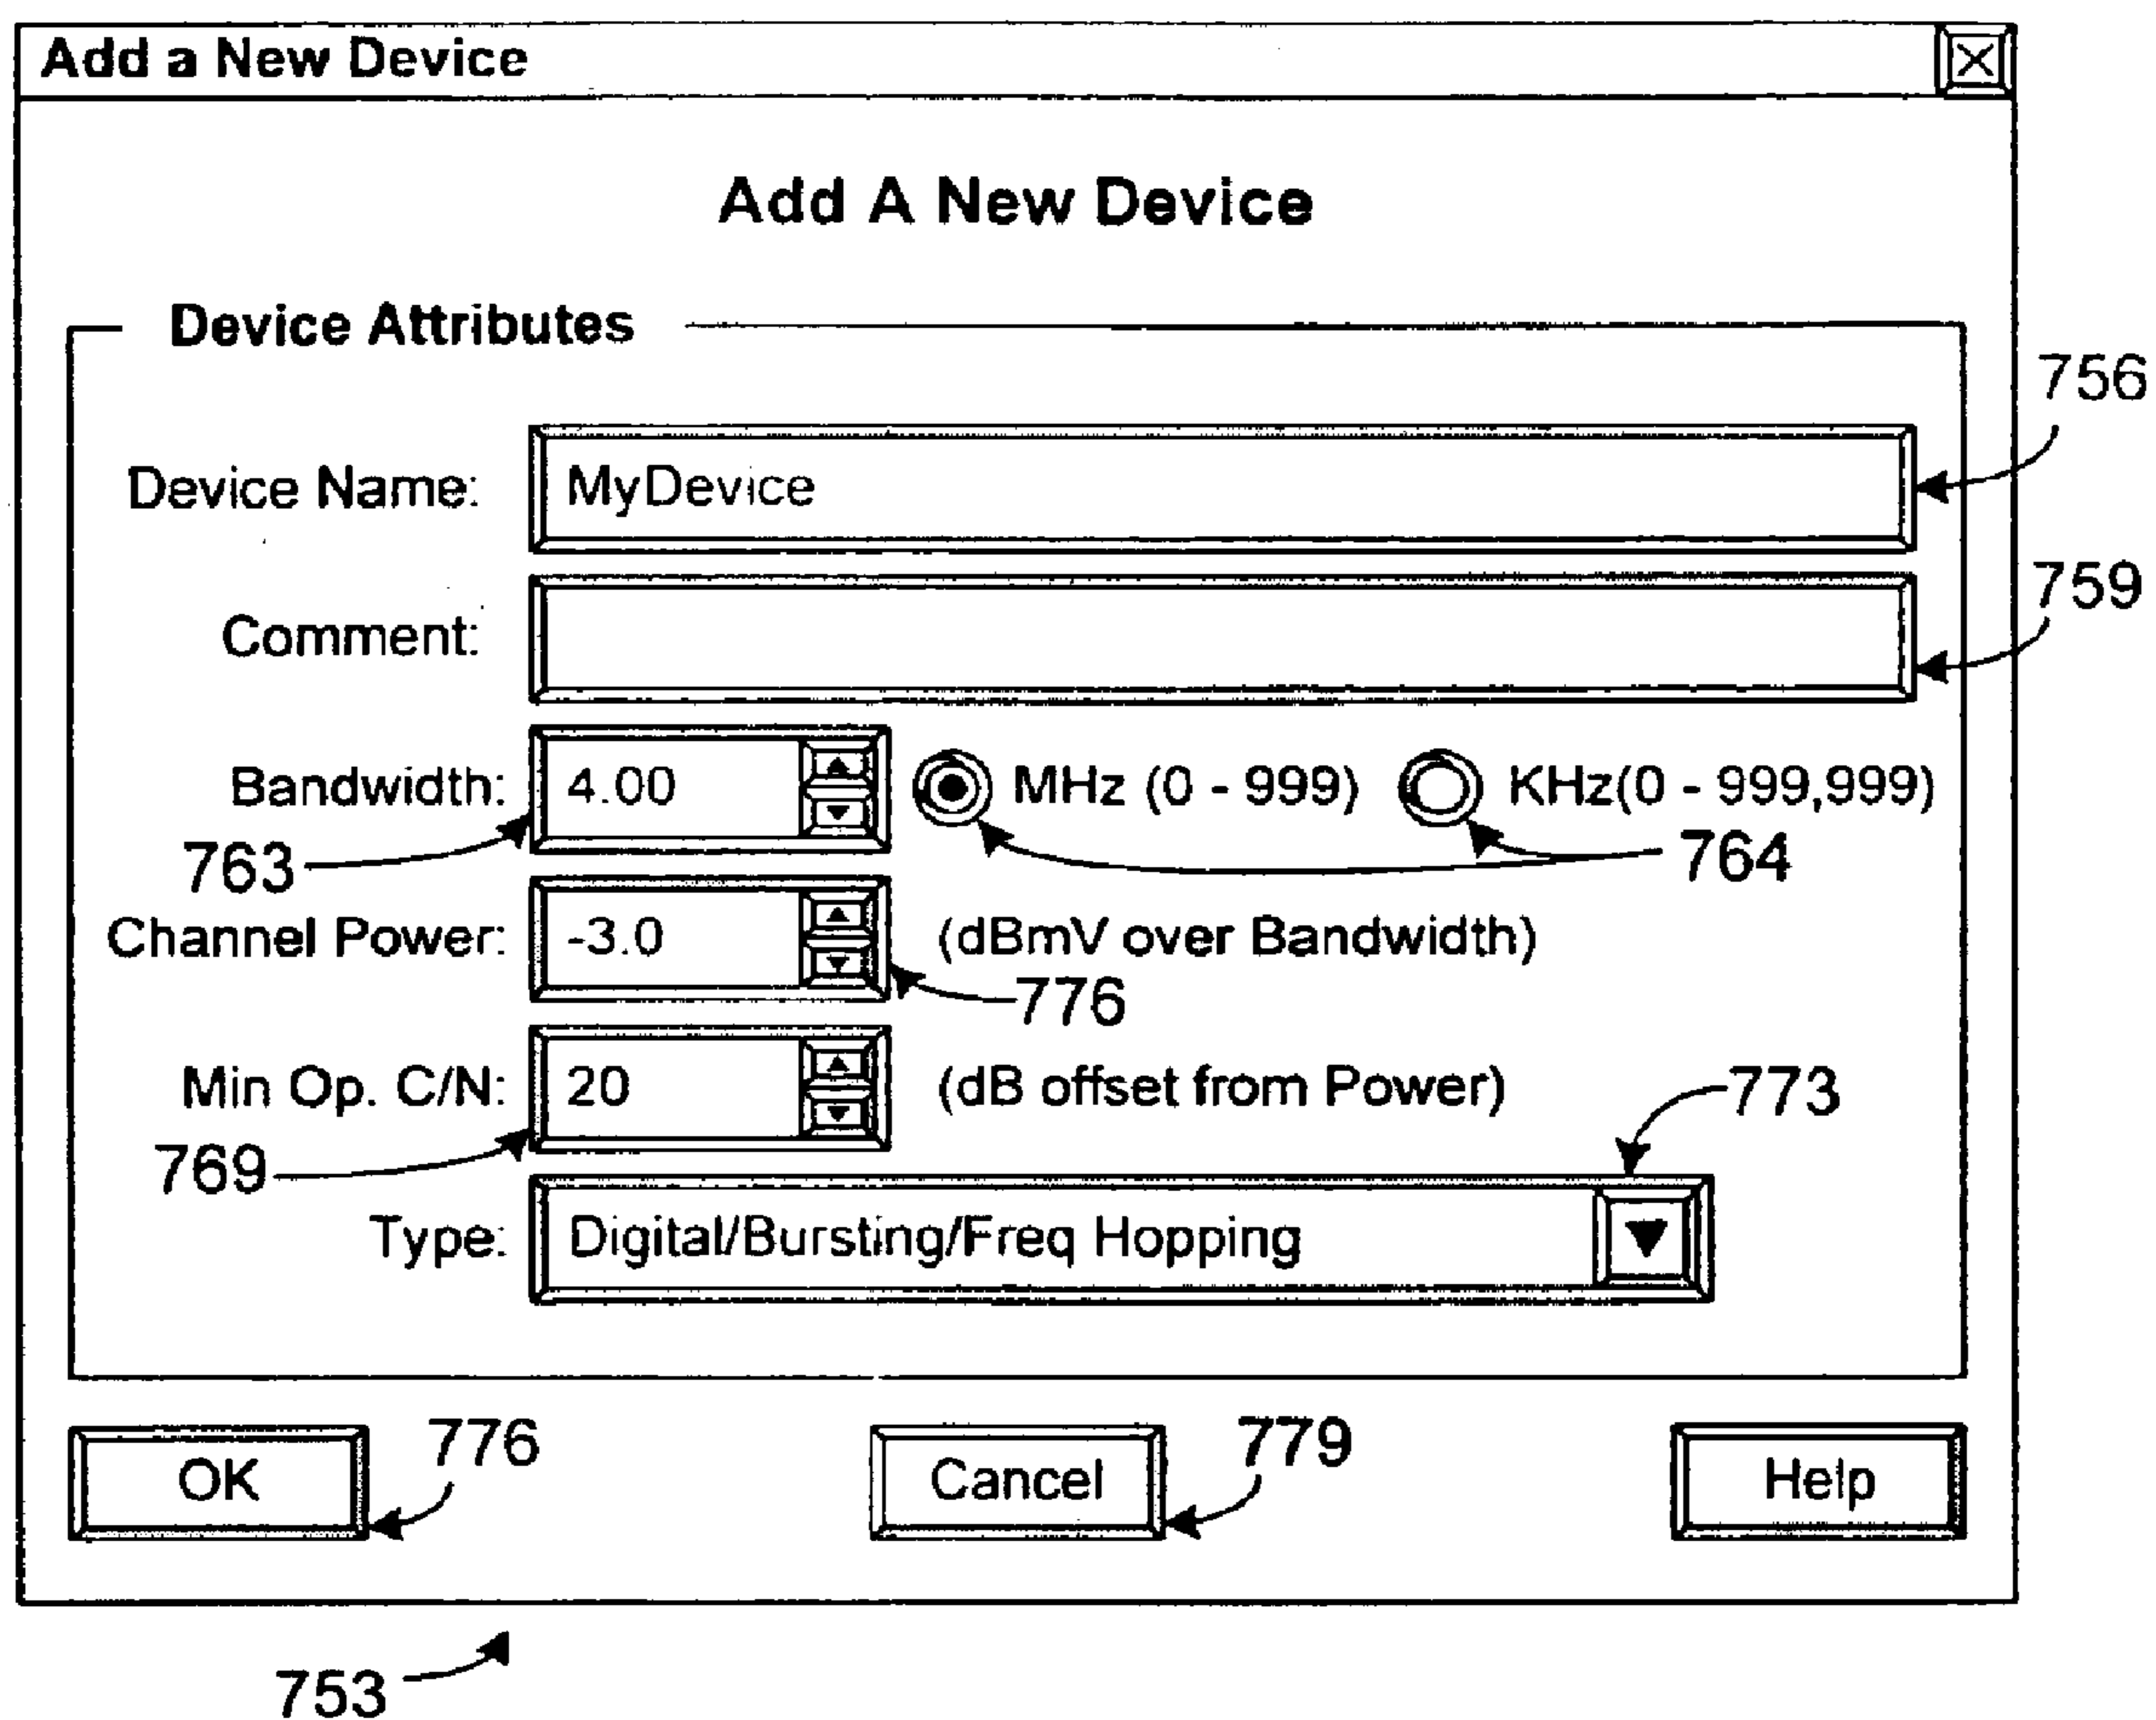 Add a New Device
Add A New Device
Device Attributes
756
Device Name: MyDevice
759
Comment:
Bandwidth: 4.00 MHz (0 - 999) KHz(0 - 999,999)
763 764
Channel Power: -3.0 (dBmV over Bandwidth)
776
Min Op. C/N: 20 (dB offset from Power) 773
769
Type: Digital/Bursting/Freq Hopping
776 779
OK Cancel Help
753